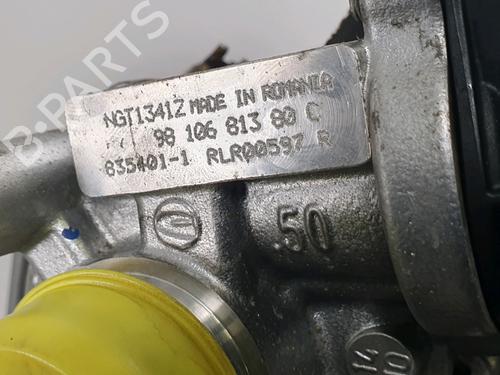 NGT1341Z MADE IN ROMANIA
98 106 813 80 C
835401-1 RLR00597 R
.50
B-PARTS